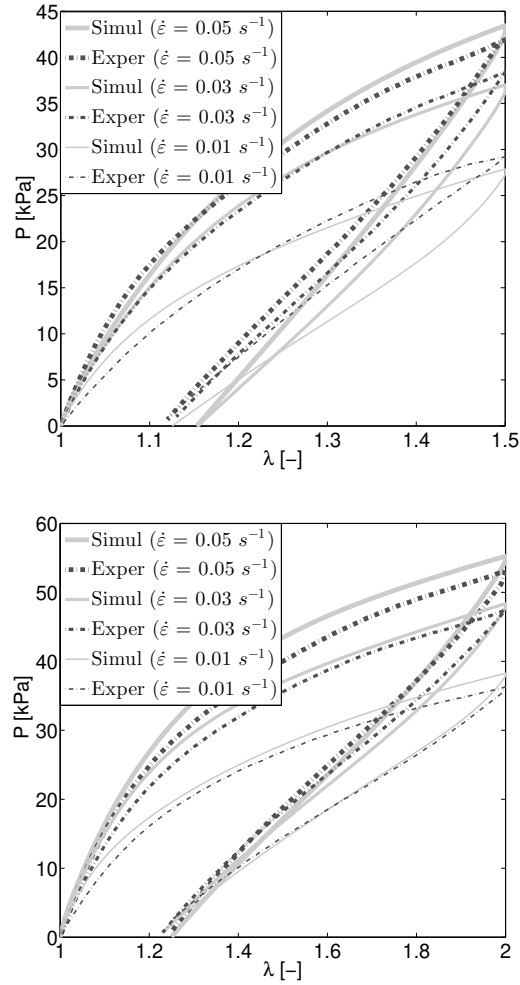 45
40
35
30
25
20
15
10
5
0
P [kPa]
Simul (ε̇ = 0.05 s⁻¹)
Exper (ε̇ = 0.05 s⁻¹)
Simul (ε̇ = 0.03 s⁻¹)
Exper (ε̇ = 0.03 s⁻¹)
Simul (ε̇ = 0.01 s⁻¹)
Exper (ε̇ = 0.01 s⁻¹)
1 1.1 1.2 1.3 1.4 1.5
λ [–]
60
50
40
30
20
10
0
P [kPa]
Simul (ε̇ = 0.05 s⁻¹)
Exper (ε̇ = 0.05 s⁻¹)
Simul (ε̇ = 0.03 s⁻¹)
Exper (ε̇ = 0.03 s⁻¹)
Simul (ε̇ = 0.01 s⁻¹)
Exper (ε̇ = 0.01 s⁻¹)
1 1.2 1.4 1.6 1.8 2
λ [–]